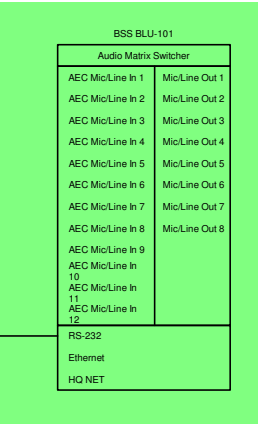 BSS BLU-101
Audio Matrix Switcher
AEC Mic/Line In 1 Mic/Line Out 1
AEC Mic/Line In 2 Mic/Line Out 2
AEC Mic/Line In 3 Mic/Line Out 3
AEC Mic/Line In 4 Mic/Line Out 4
AEC Mic/Line In 5 Mic/Line Out 5
AEC Mic/Line In 6 Mic/Line Out 6
AEC Mic/Line In 7 Mic/Line Out 7
AEC Mic/Line In 8 Mic/Line Out 8
AEC Mic/Line In 9
AEC Mic/Line In
10
AEC Mic/Line In
11
AEC Mic/Line In
12
RS-232
Ethernet
HQ NET